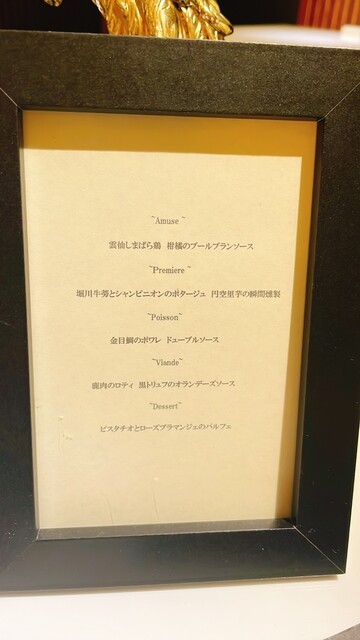 ~Amuse ~
雲仙しまばら鶏 柑橘のブールブランソース
~Premiere ~
堀川牛蒡とシャンピニオンのポタージュ 円空里芋の瞬間燻製
~Poisson~
金目鯛のポワレ ドゥーブルソース
~Viande~
鹿肉のロティ 黒トリュフのオランデーズソース
~Dessert~
ピスタチオとローズブラマンジェのパルフェ